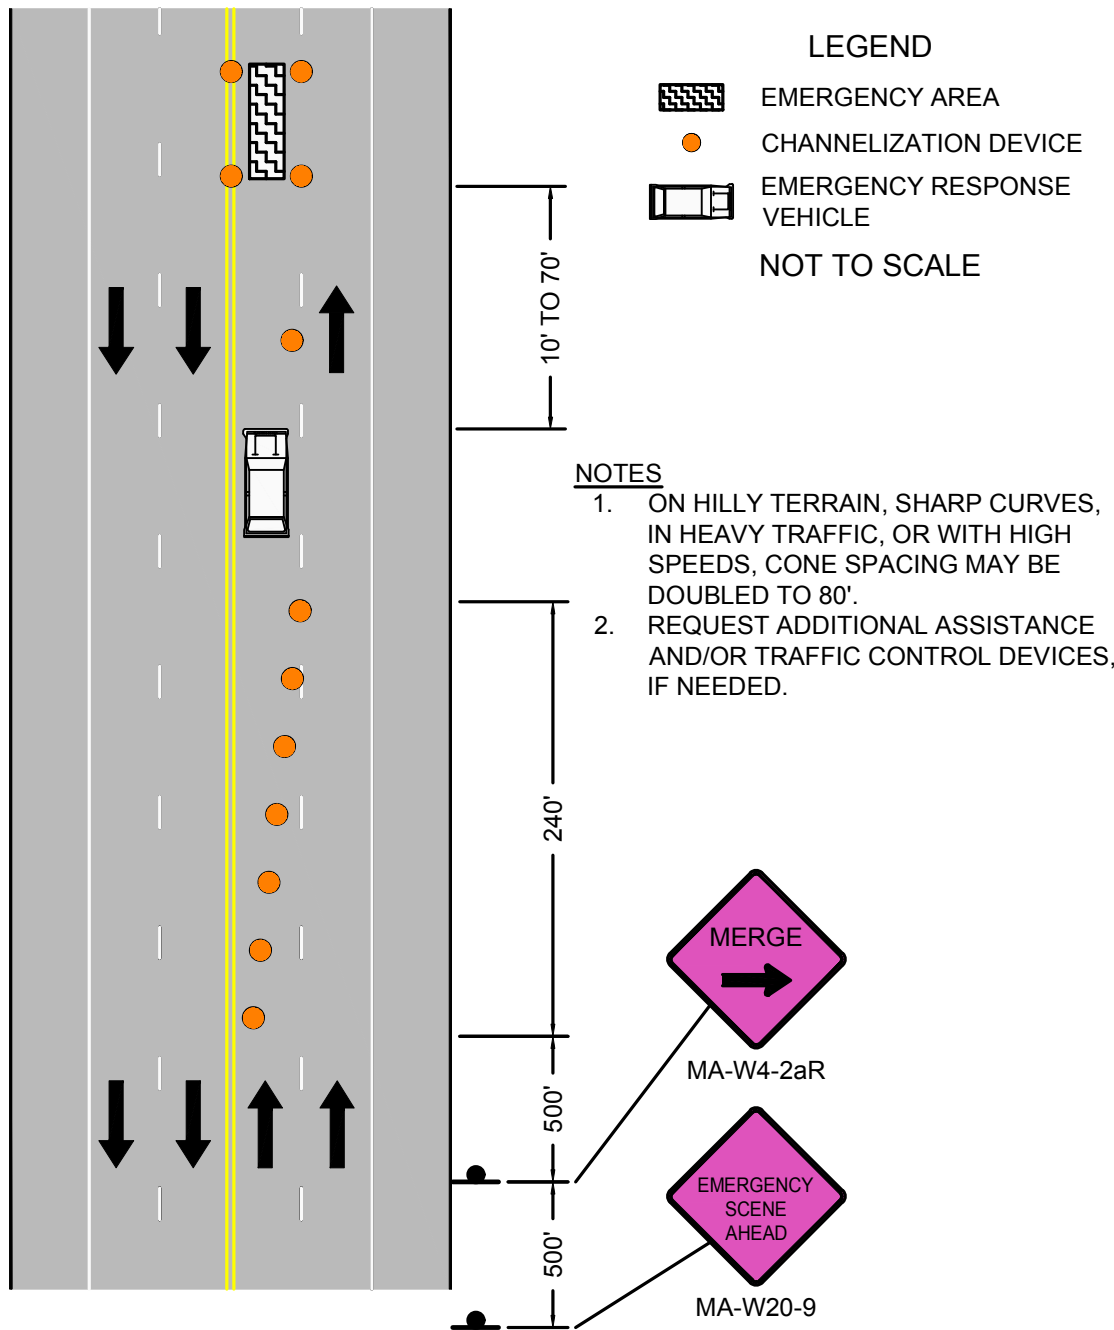 LEGEND
EMERGENCY AREA
CHANNELIZATION DEVICE
EMERGENCY RESPONSE
VEHICLE
NOT TO SCALE
10' TO 70'
NOTES
1. ON HILLY TERRAIN, SHARP CURVES,
IN HEAVY TRAFFIC, OR WITH HIGH
SPEEDS, CONE SPACING MAY BE
DOUBLED TO 80'.
2. REQUEST ADDITIONAL ASSISTANCE
AND/OR TRAFFIC CONTROL DEVICES,
IF NEEDED.
240'
MERGE
MA-W4-2aR
500'
EMERGENCY
SCENE
AHEAD
500'
MA-W20-9